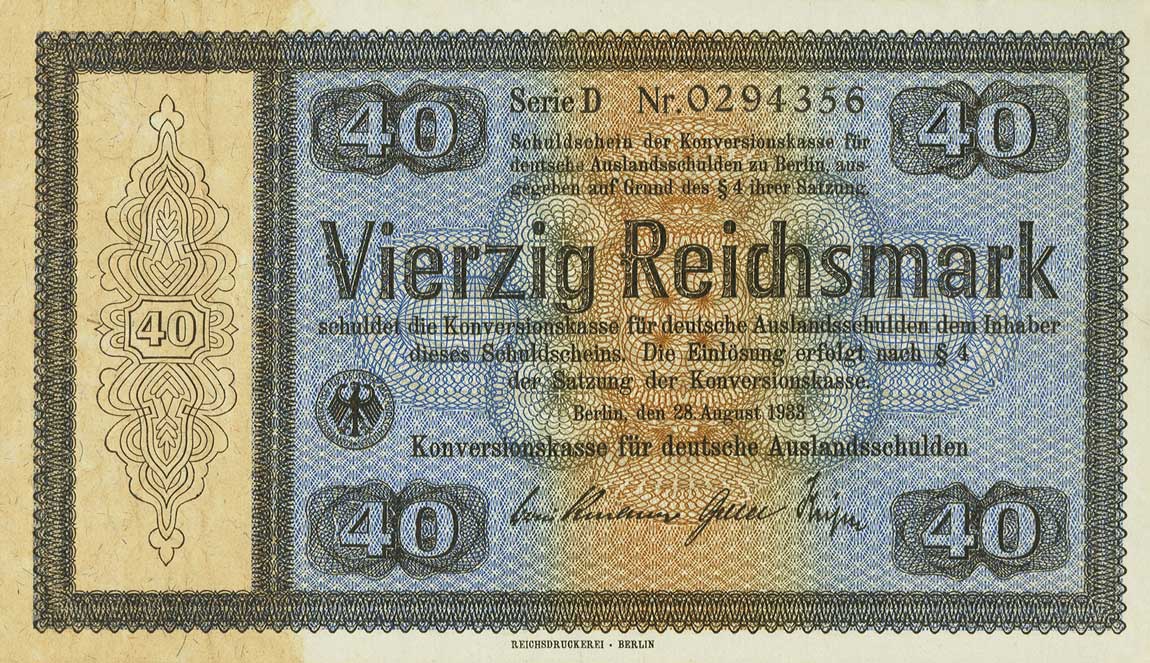 40
Serie D Nr. 0294356
40
Schuldschein der Konversionskasse für
deutsche Auslandsschulden zu Berlin, aus-
gegeben auf Grund des § 4 ihrer Satzung.
Vierzig Reichsmark
40
schuldet die Konversionskasse für deutsche Auslandsschulden dem Inhaber
dieses Schuldscheins. Die Einlösung erfolgt nach § 4
der Satzung der Konversionskasse.
Berlin, den 28. August 1933
Konversionskasse für deutsche Auslandsschulden
40
40
REICHSDRUCKEREI · BERLIN